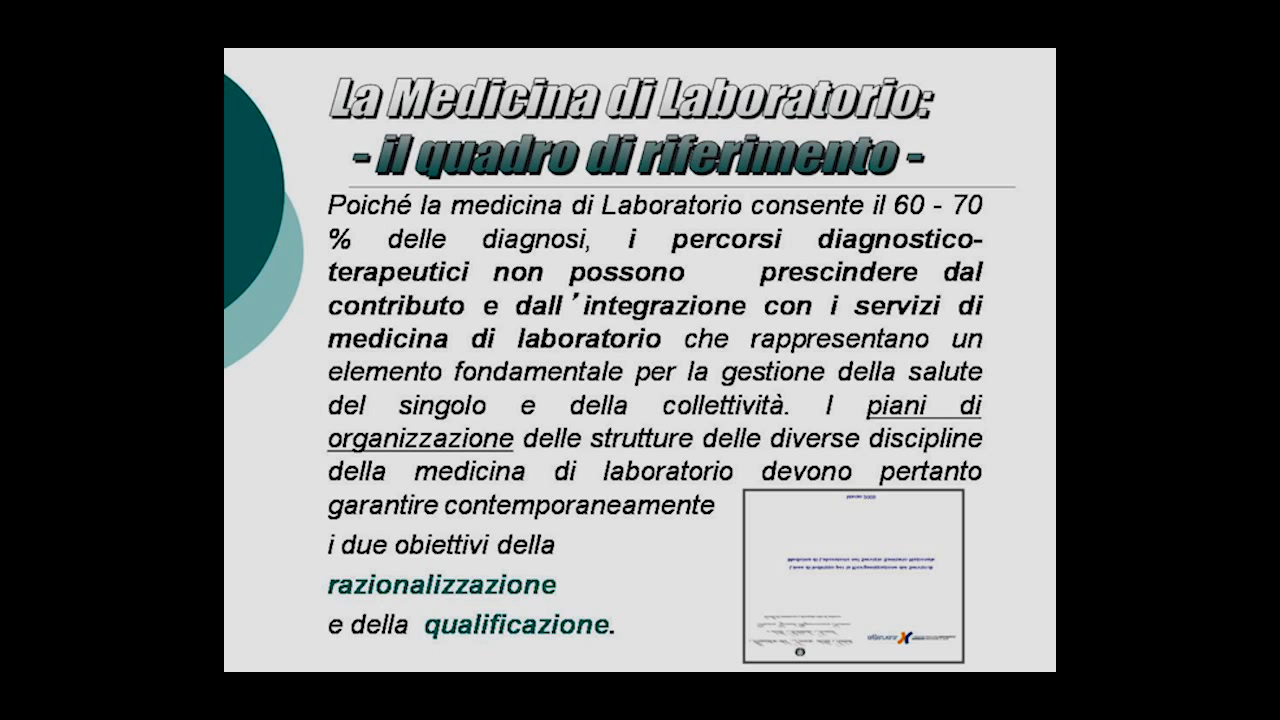 La Medicina di Laboratorio:
- il quadro di riferimento -
Poiché la medicina di Laboratorio consente il 60 - 70
% delle diagnosi, i percorsi diagnostico-
terapeutici non possono prescindere dal
contributo e dall’integrazione con i servizi di
medicina di laboratorio che rappresentano un
elemento fondamentale per la gestione della salute
del singolo e della collettività. I piani di
organizzazione delle strutture delle diverse discipline
della medicina di laboratorio devono pertanto
garantire contemporaneamente
i due obiettivi della
razionalizzazione
e della qualificazione.